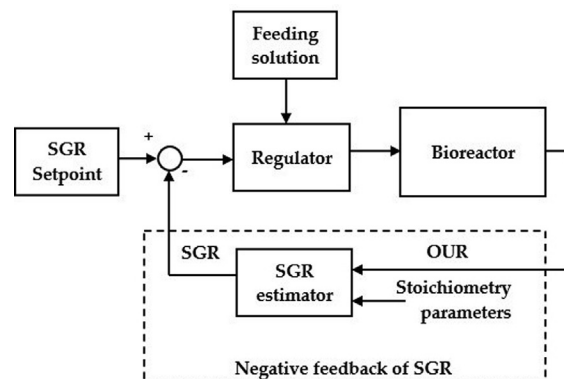 Feeding
solution
+
SGR
Setpoint
-
Regulator
Bioreactor
SGR
OUR
SGR
estimator
Stoichiometry
parameters
Negative feedback of SGR